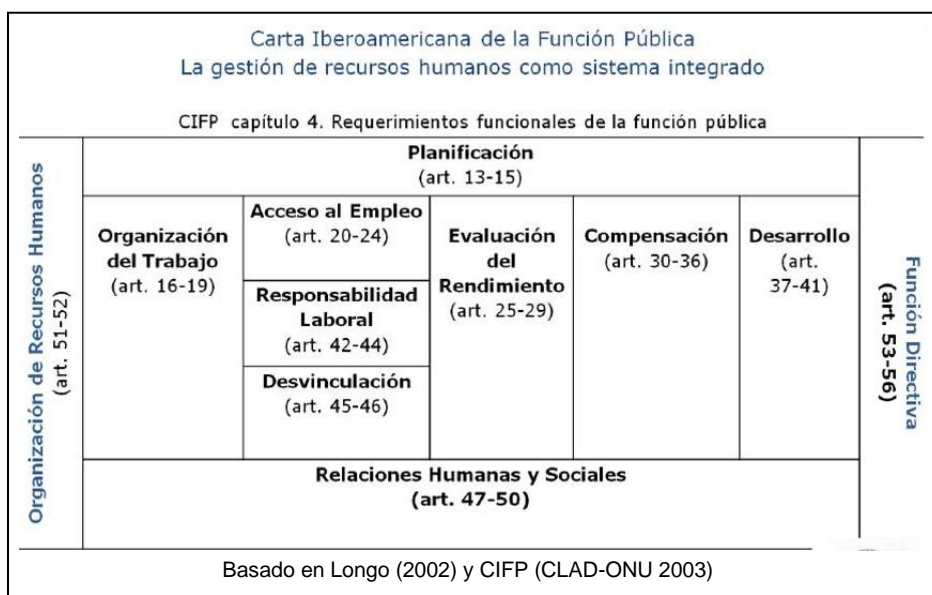 Carta Iberoamericana de la Función Pública
La gestión de recursos humanos como sistema integrado
CIFP capítulo 4. Requerimientos funcionales de la función pública
Organización de Recursos Humanos
(art. 51-52)
Planificación
(art. 13-15)
Organización
del Trabajo
(art. 16-19)
Acceso al Empleo
(art. 20-24)
Responsabilidad
Laboral
(art. 42-44)
Desvinculación
(art. 45-46)
Evaluación
del
Rendimiento
(art. 25-29)
Compensación
(art. 30-36)
Desarrollo
(art.
37-41)
Relaciones Humanas y Sociales
(art. 47-50)
Función Directiva
(art. 53-56)
Basado en Longo (2002) y CIFP (CLAD-ONU 2003)